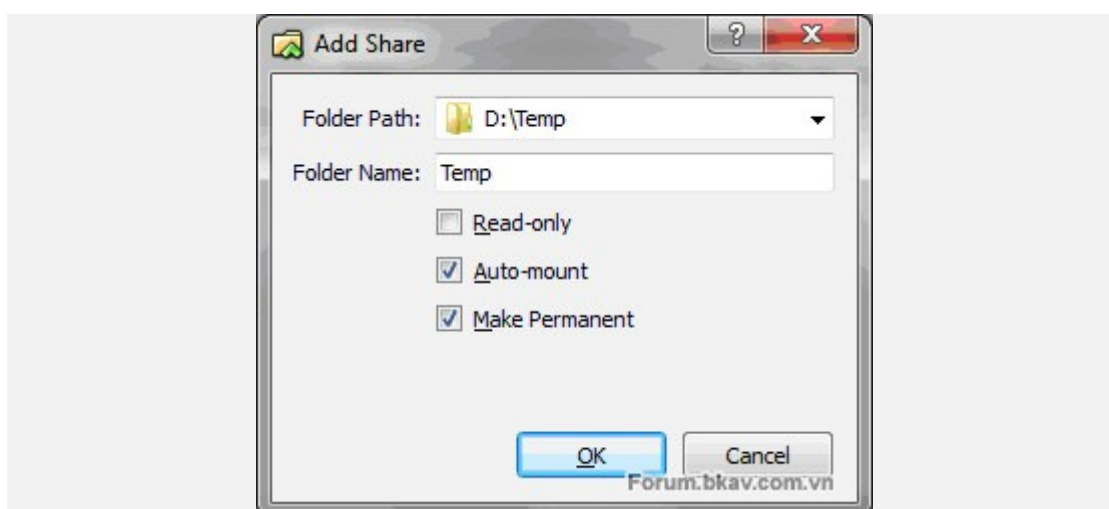 Add Share
Folder Path: D:\Temp
Folder Name: Temp
Read-only
Auto-mount
Make Permanent
OK Cancel
Forum.bkav.com.vn